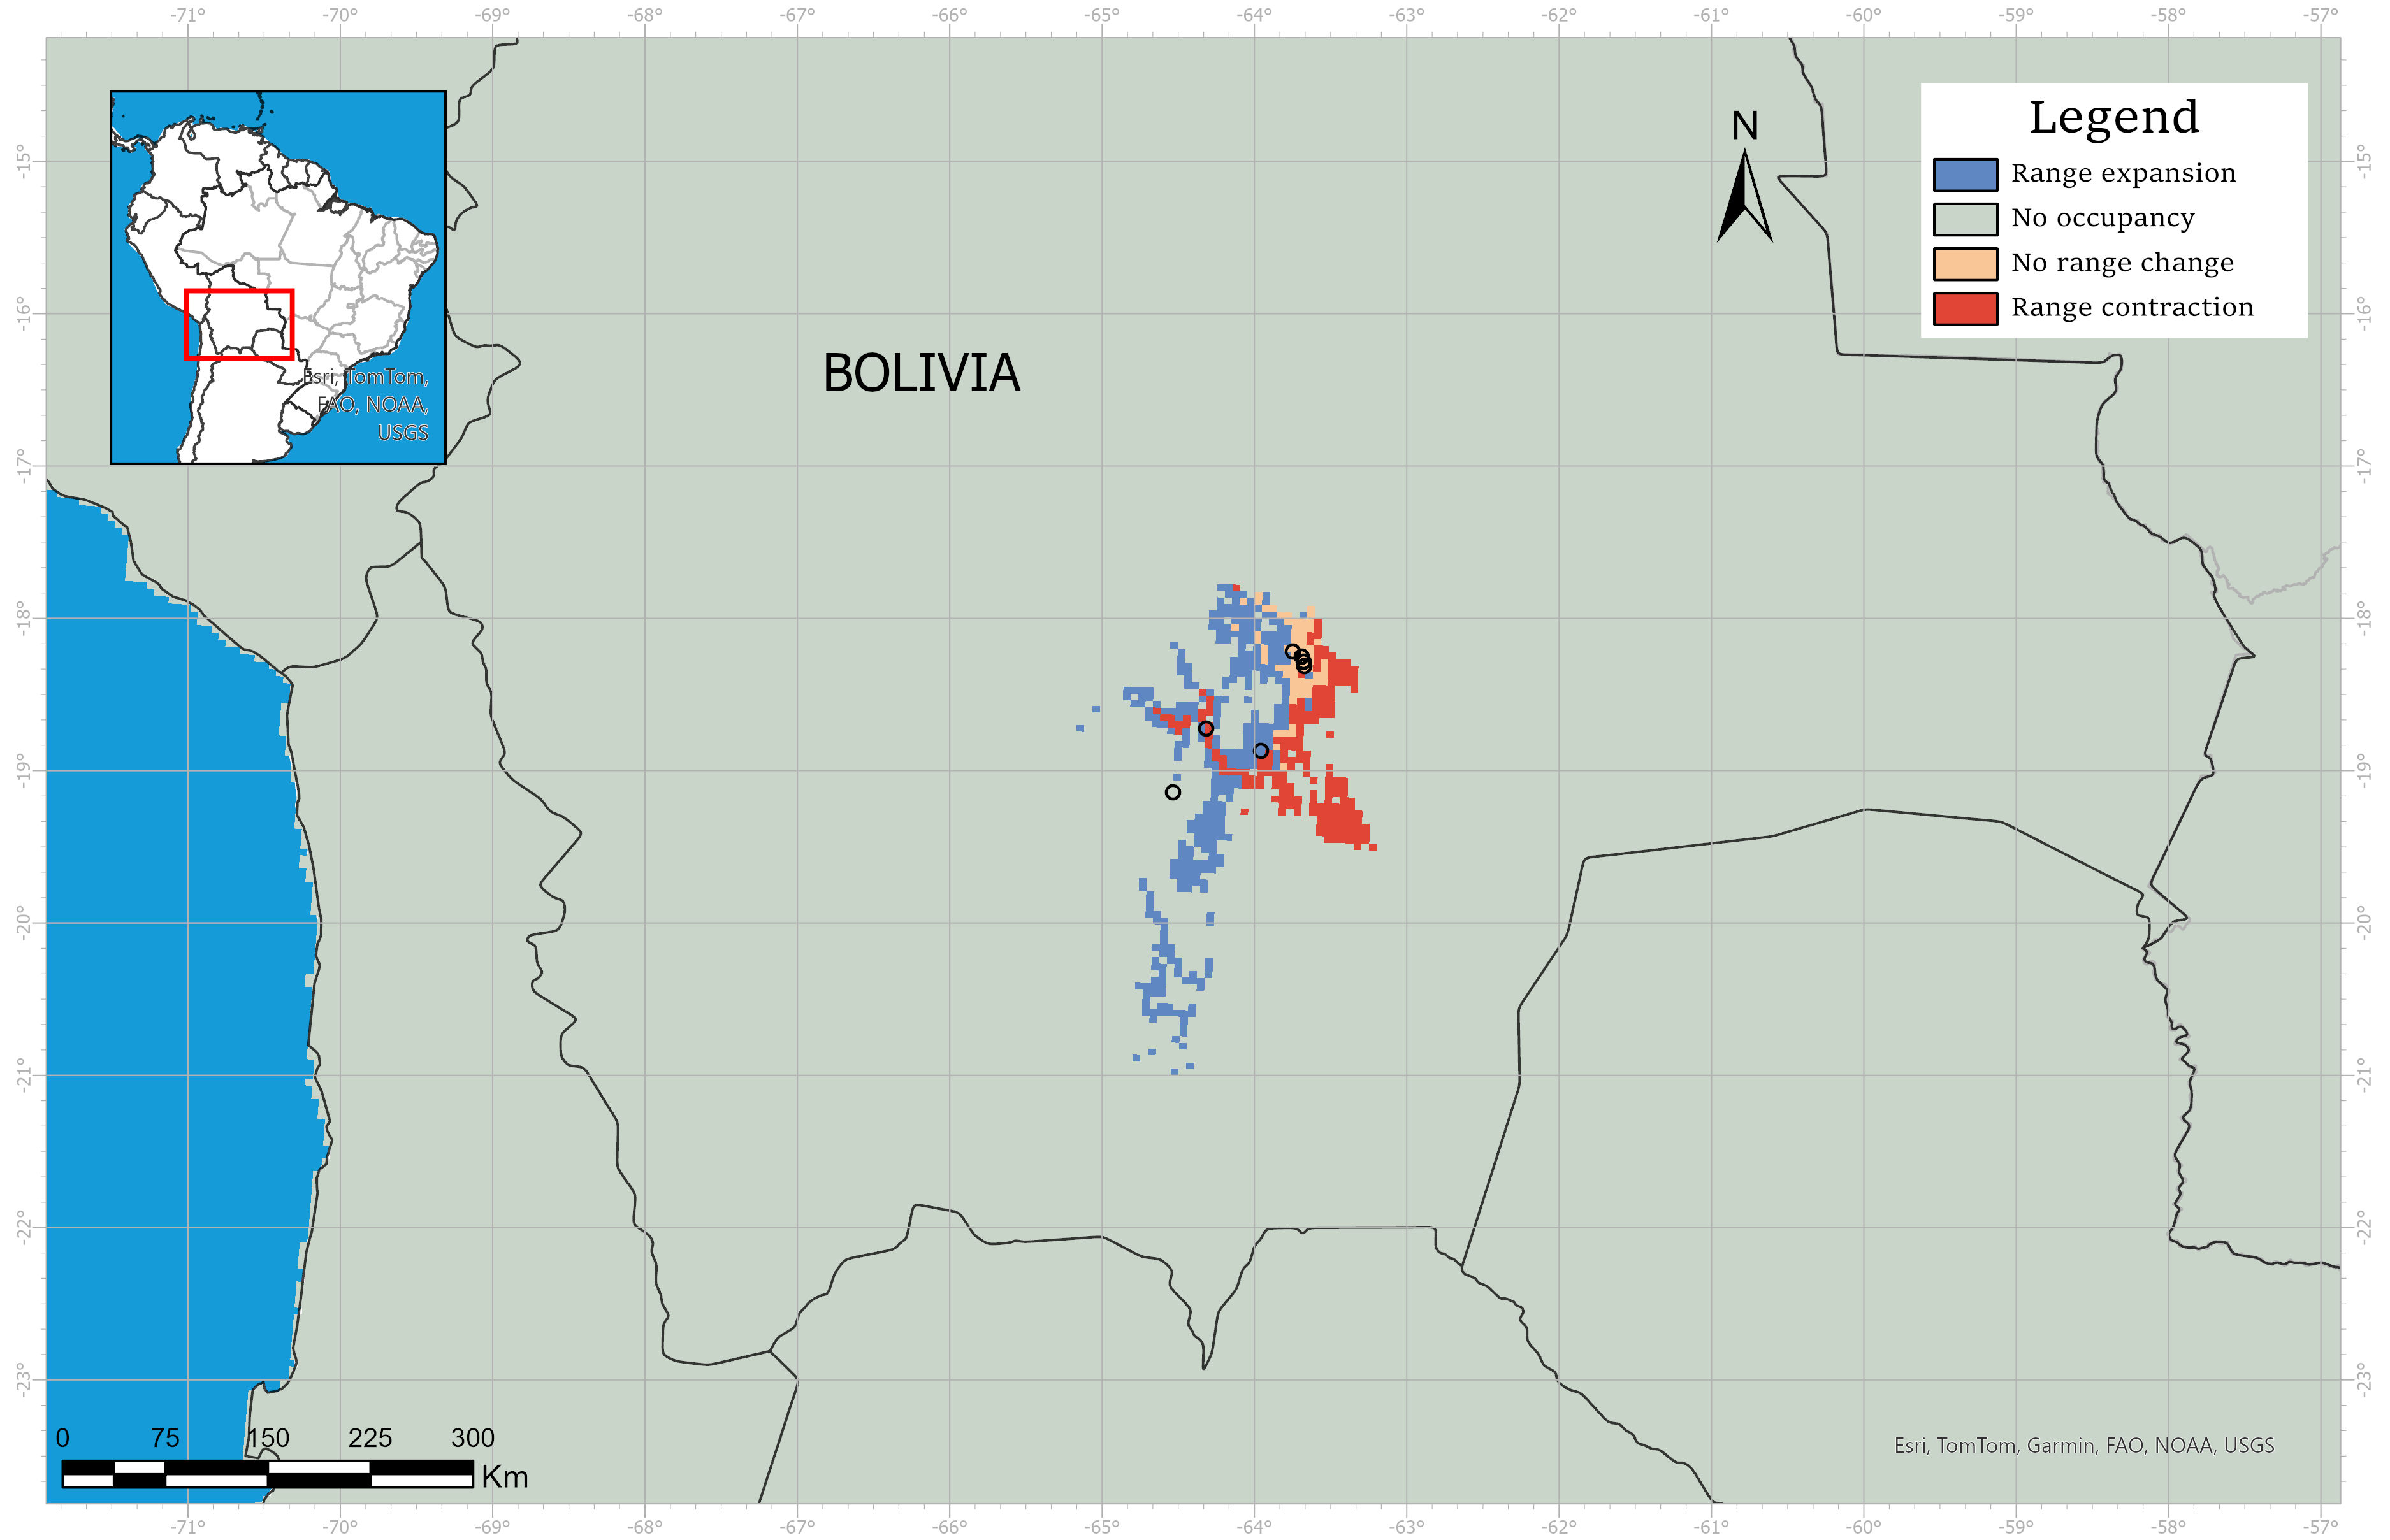 -71° -70° -69° -68° -67° -66° -65° -64° -63° -62° -61° -60° -59° -58° -57°
N
Legend
Range expansion
No occupancy
No range change
Range contraction
-15° -15°
-16° -16°
BOLIVIA
Esri, TomTom,
FAO, NOAA,
USGS
-17° -17°
-18° -18°
-19° -19°
-20° -20°
-21° -21°
-22° -22°
-23° -23°
0 75 150 225 300
Km
Esri, TomTom, Garmin, FAO, NOAA, USGS
-71° -70° -69° -68° -67° -66° -65° -64° -63° -62° -61° -60° -59° -58° -57°